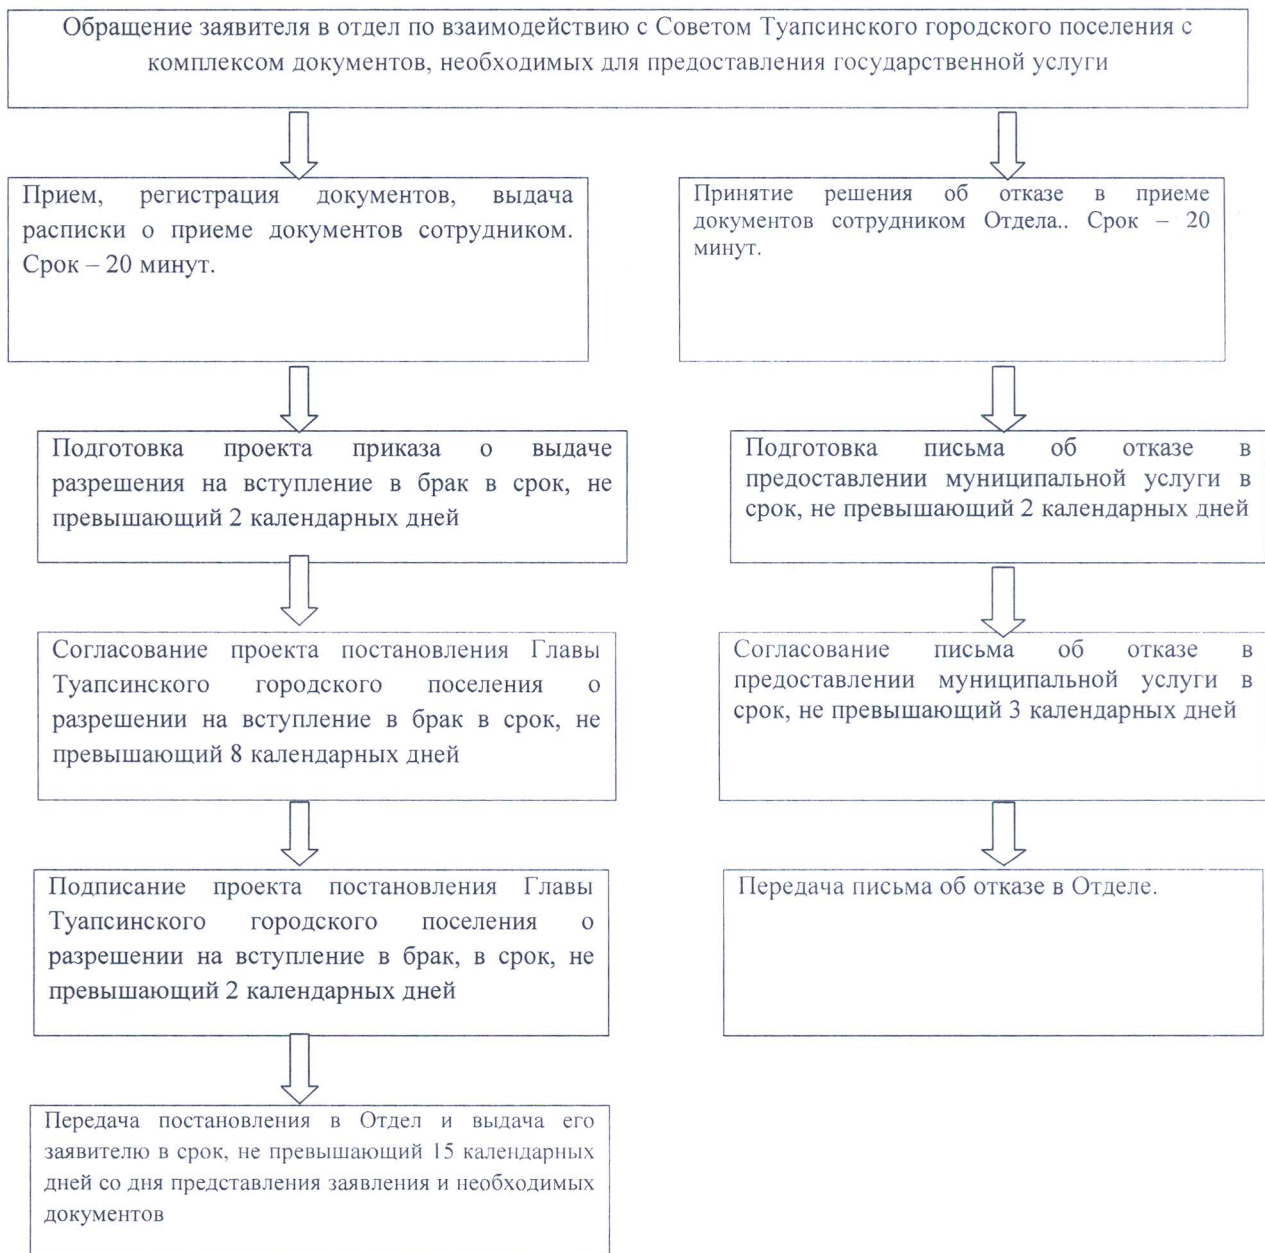 Обращение заявителя в отдел по взаимодействию с Советом Туапсинского городского поселения с
комплексом документов, необходимых для предоставления государственной услуги
Прием, регистрация документов, выдача
расписки о приеме документов сотрудником.
Срок – 20 минут.
Принятие решения об отказе в приеме
документов сотрудником Отдела.. Срок – 20
минут.
Подготовка проекта приказа о выдаче
разрешения на вступление в брак в срок, не
превышающий 2 календарных дней
Подготовка письма об отказе в
предоставлении муниципальной услуги в
срок, не превышающий 2 календарных дней
Согласование проекта постановления Главы
Туапсинского городского поселения о
разрешении на вступление в брак в срок, не
превышающий 8 календарных дней
Согласование письма об отказе в
предоставлении муниципальной услуги в
срок, не превышающий 3 календарных дней
Подписание проекта постановления Главы
Туапсинского городского поселения о
разрешении на вступление в брак, в срок, не
превышающий 2 календарных дней
Передача письма об отказе в Отделе.
Передача постановления в Отдел и выдача его
заявителю в срок, не превышающий 15 календарных
дней со дня представления заявления и необходимых
документов